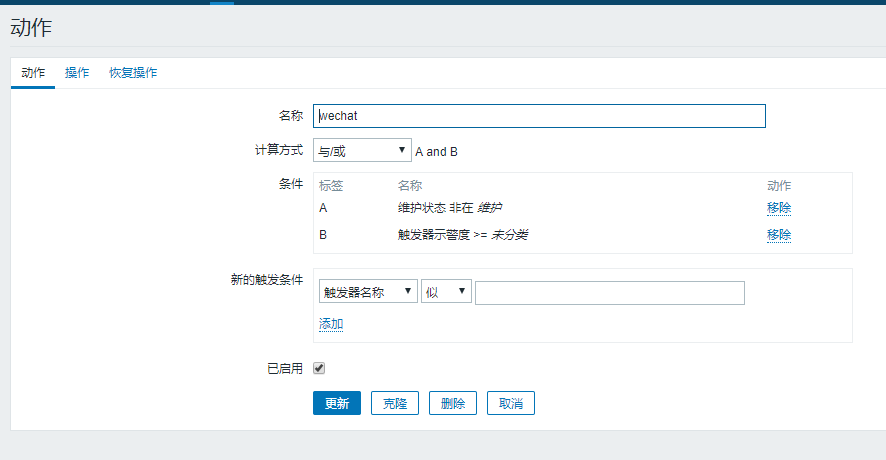 动作
动作 操作 恢复操作
名称 wechat
计算方式 与/或 A and B
条件 标签 名称 动作
A 维护状态 非在 维护 移除
B 触发器示警度 >= 未分类 移除
新的触发条件 触发器名称 似
添加
已启用
更新 克隆 删除 取消